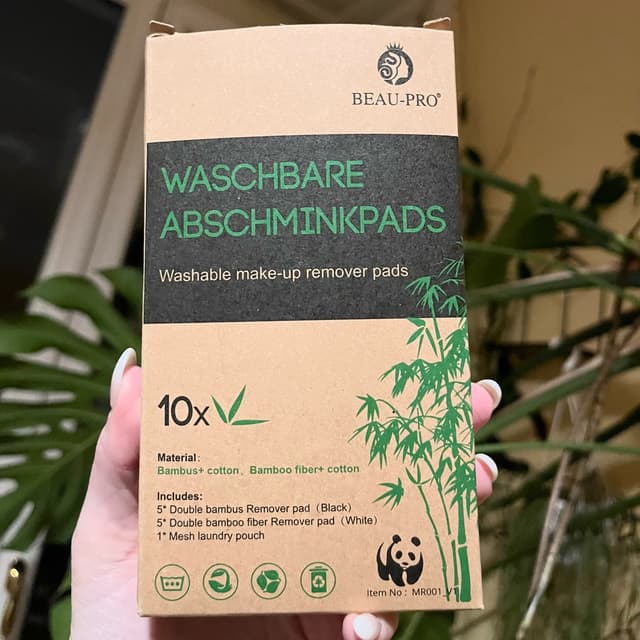 BEAU-PRO®
WASCHBARE
ABSCHMINKPADS
Washable make-up remover pads
10x
Material:
Bambus+ cotton、Bamboo fiber+ cotton
Includes:
5* Double bambus Remover pad（Black）
5* Double bamboo fiber Remover pad（White）
1* Mesh laundry pouch
Item No : MR001_V1